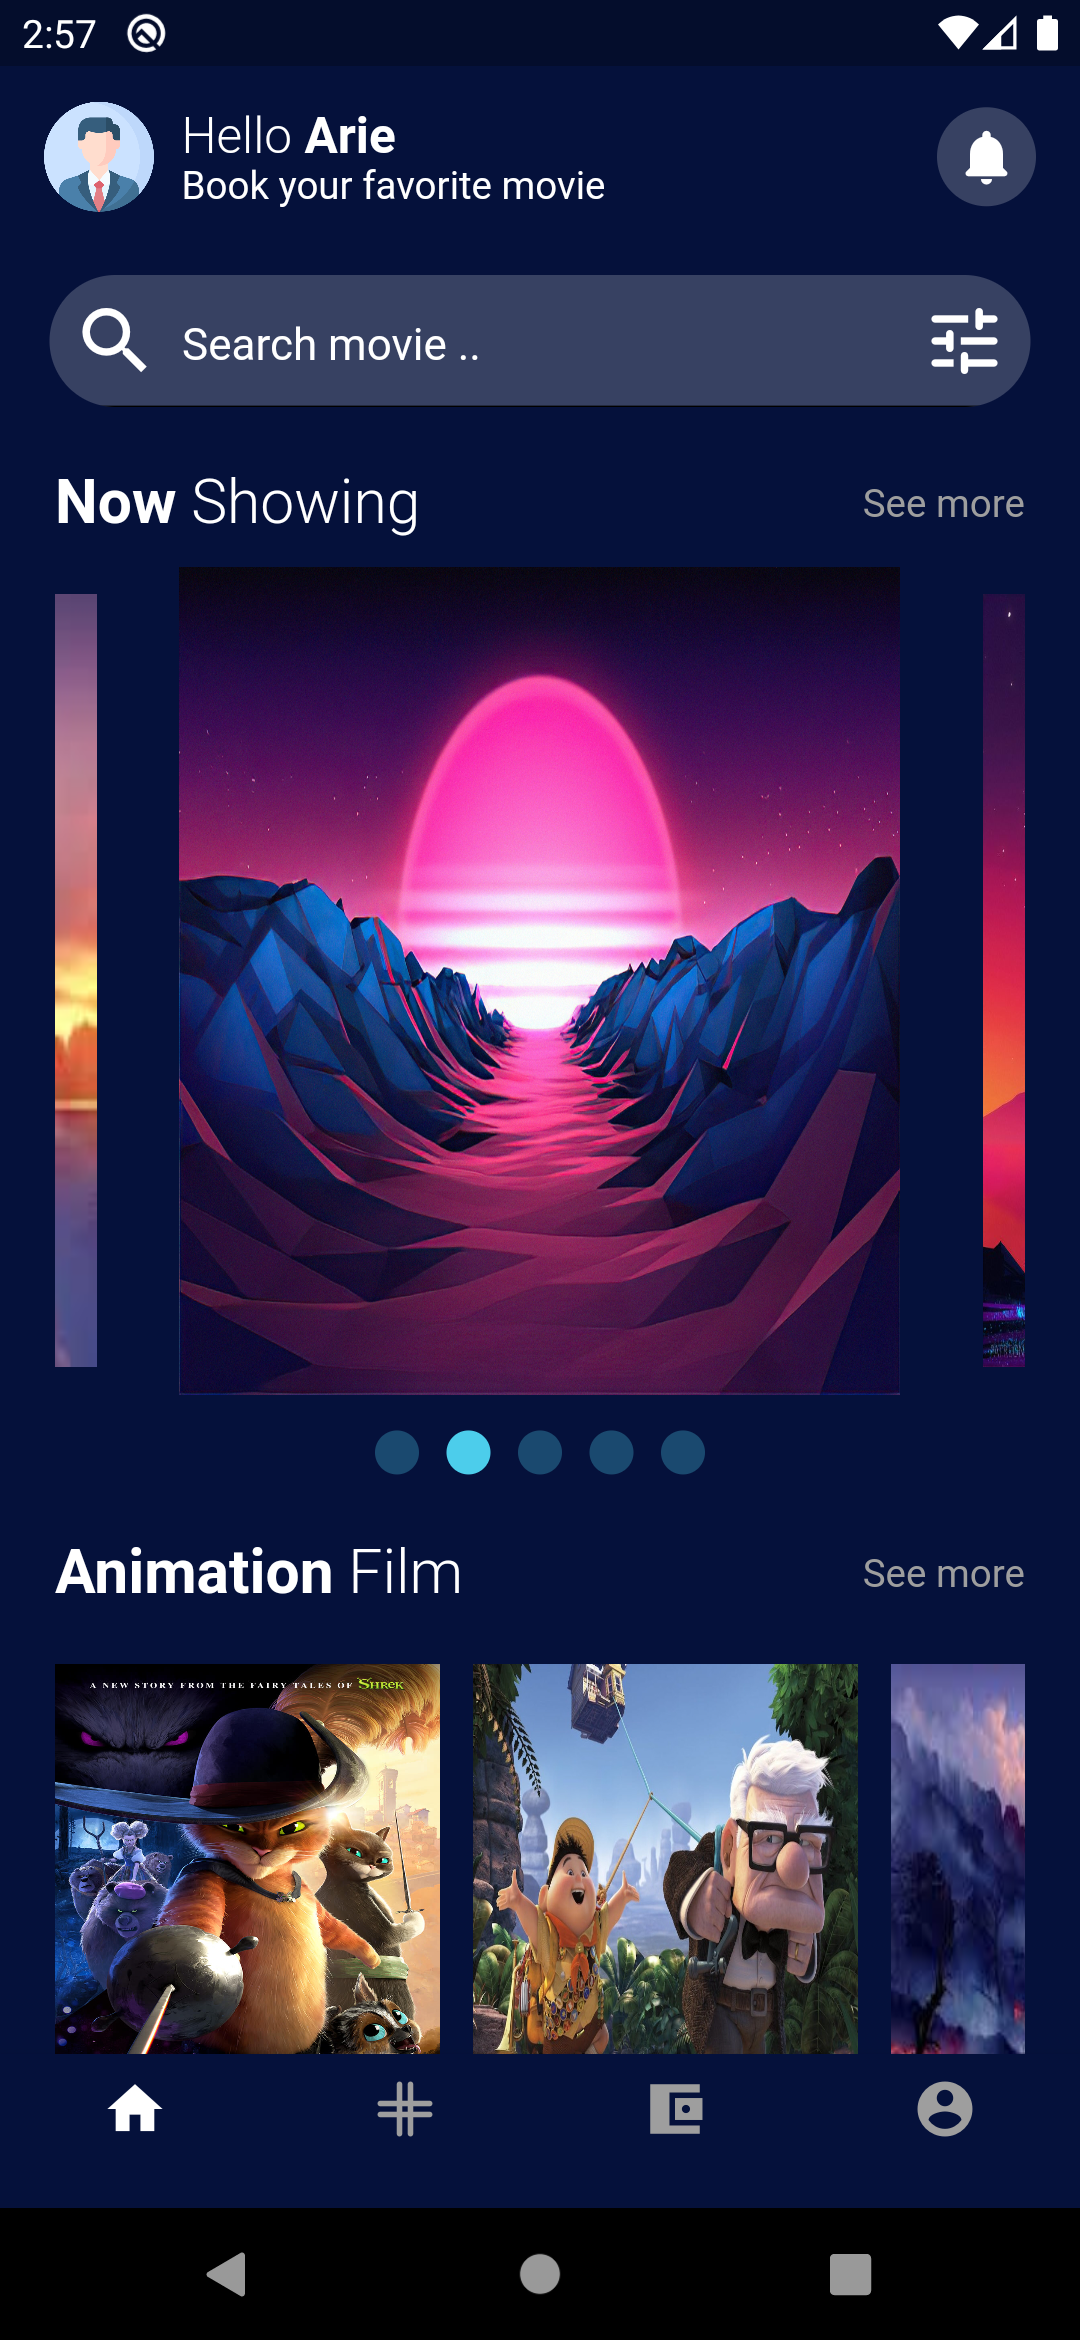 2:57
Hello Arie
Book your favorite movie
Search movie ..
Now Showing
See more
Animation Film
See more
A NEW STORY FROM THE FAIRY TALES OF SHREK